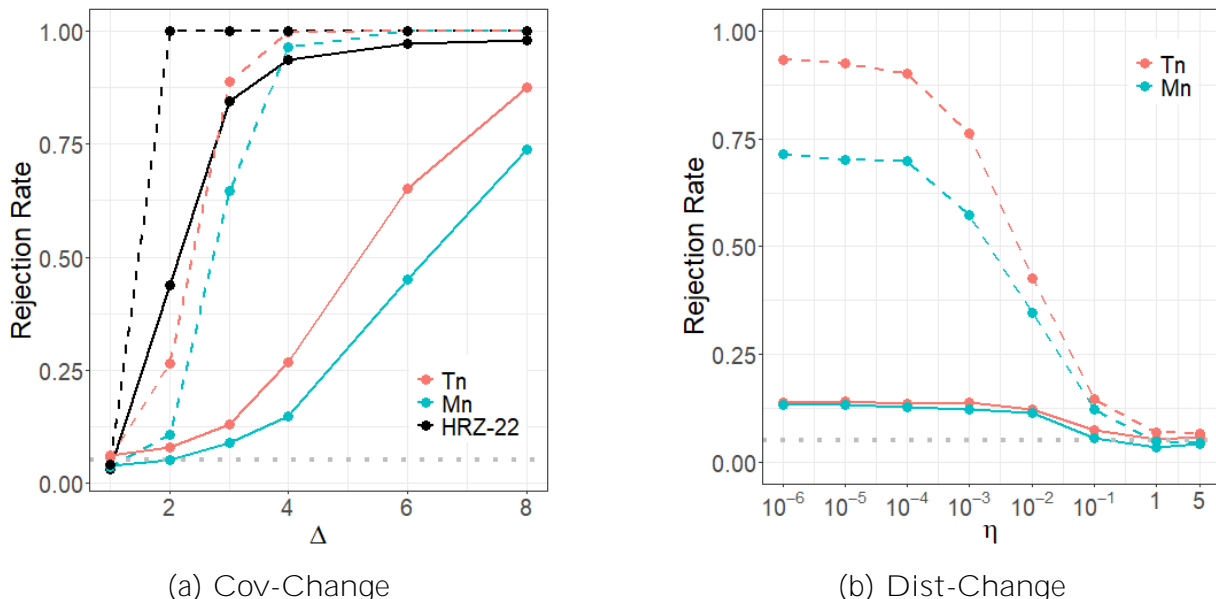 1.00
0.75
0.50
0.25
0.00
Rejection Rate
Tn
Mn
HRZ-22
2 4 6 8
Δ
(a) Cov-Change
1.00
0.75
0.50
0.25
0.00
Rejection Rate
Tn
Mn
10⁻⁶ 10⁻⁵ 10⁻⁴ 10⁻³ 10⁻² 10⁻¹ 1 5
η
(b) Dist-Change